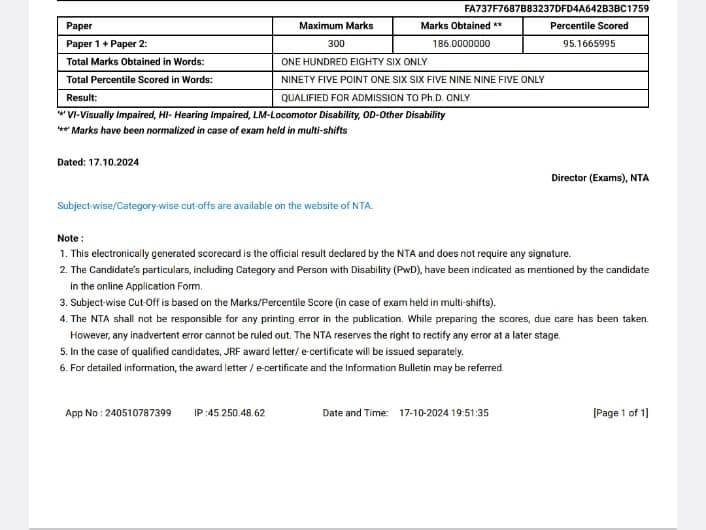 FA737F7687B83237DFD4A642B3BC1759
Paper Maximum Marks Marks Obtained ** Percentile Scored
Paper 1 + Paper 2: 300 186.0000000 95.1665995
Total Marks Obtained in Words: ONE HUNDRED EIGHTY SIX ONLY
Total Percentile Scored in Words: NINETY FIVE POINT ONE SIX SIX FIVE NINE NINE FIVE ONLY
Result: QUALIFIED FOR ADMISSION TO Ph.D. ONLY
'*' VI-Visually Impaired, HI- Hearing Impaired, LM-Locomotor Disability, OD-Other Disability
'**' Marks have been normalized in case of exam held in multi-shifts
Dated: 17.10.2024
Director (Exams), NTA
Subject-wise/Category-wise cut-offs are available on the website of NTA.
Note :
1. This electronically generated scorecard is the official result declared by the NTA and does not require any signature.
2. The Candidate's particulars, including Category and Person with Disability (PwD), have been indicated as mentioned by the candidate
in the online Application Form.
3. Subject-wise Cut-Off is based on the Marks/Percentile Score (in case of exam held in multi-shifts).
4. The NTA shall not be responsible for any printing error in the publication. While preparing the scores, due care has been taken.
However, any inadvertent error cannot be ruled out. The NTA reserves the right to rectify any error at a later stage.
5. In the case of qualified candidates, JRF award letter/ e-certificate will be issued separately.
6. For detailed information, the award letter / e-certificate and the Information Bulletin may be referred.
App No : 240510787399 IP :45.250.48.62 Date and Time: 17-10-2024 19:51:35 [Page 1 of 1]